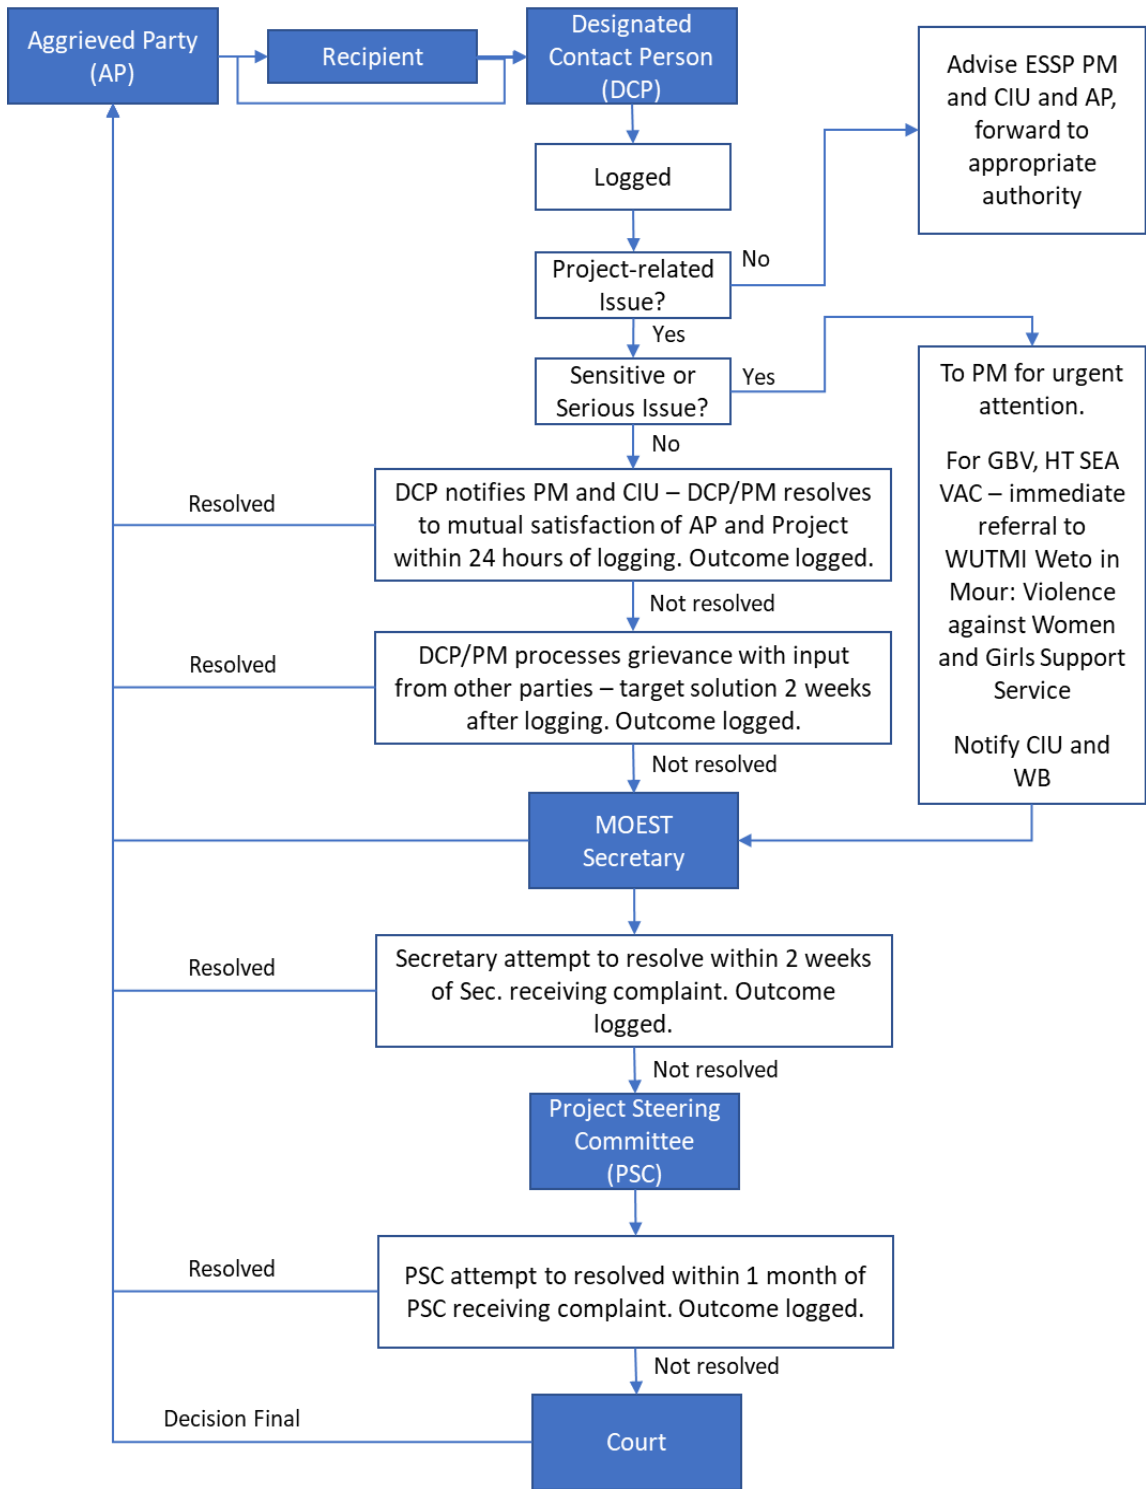 Aggrieved Party
(AP)
Recipient
Designated
Contact Person
(DCP)
Advise ESSP PM
and CIU and AP,
forward to
appropriate
authority
Logged
Project-related
Issue?
No
Yes
Sensitive or
Serious Issue?
Yes
No
To PM for urgent
attention.
For GBV, HT SEA
VAC – immediate
referral to
WUTMI Weto in
Mour: Violence
against Women
and Girls Support
Service
Notify CIU and
WB
Resolved
DCP notifies PM and CIU – DCP/PM resolves
to mutual satisfaction of AP and Project
within 24 hours of logging. Outcome logged.
Not resolved
Resolved
DCP/PM processes grievance with input
from other parties – target solution 2 weeks
after logging. Outcome logged.
Not resolved
MOEST
Secretary
Resolved
Secretary attempt to resolve within 2 weeks
of Sec. receiving complaint. Outcome
logged.
Not resolved
Project Steering
Committee
(PSC)
Resolved
PSC attempt to resolved within 1 month of
PSC receiving complaint. Outcome logged.
Not resolved
Decision Final
Court